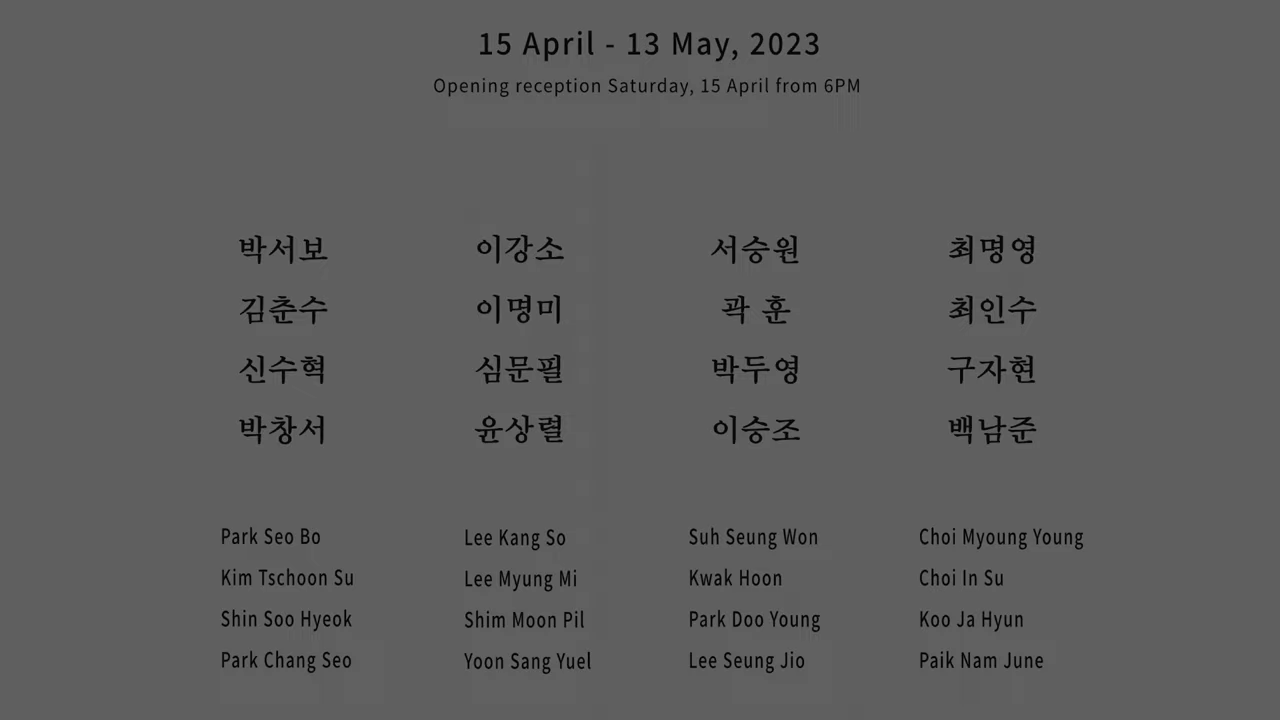 15 April - 13 May, 2023
Opening reception Saturday, 15 April from 6PM
박서보 이강소 서승원 최명영
김춘수 이명미 곽 훈 최인수
신수혁 심문필 박두영 구자현
박창서 윤상렬 이승조 백남준
Park Seo Bo Lee Kang So Suh Seung Won Choi Myoung Young
Kim Tschoon Su Lee Myung Mi Kwak Hoon Choi In Su
Shin Soo Hyeok Shim Moon Pil Park Doo Young Koo Ja Hyun
Park Chang Seo Yoon Sang Yuel Lee Seung Jio Paik Nam June